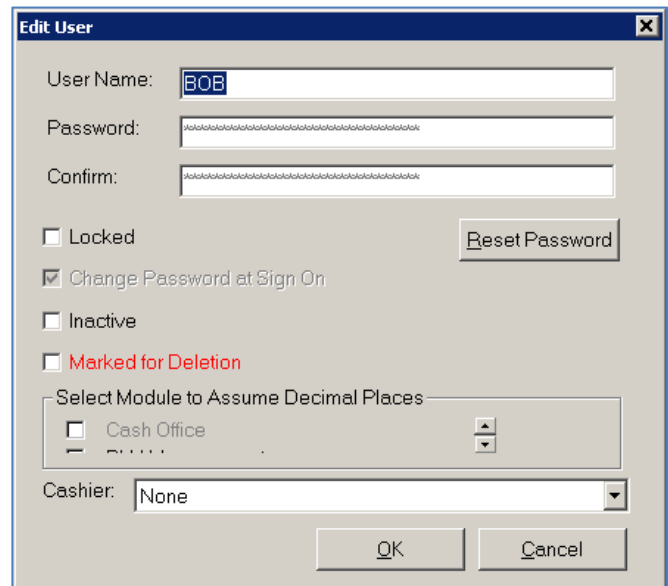 Edit User
User Name: BOB
Password: ************************************
Confirm: ************************************
Locked
Reset Password
Change Password at Sign On
Inactive
Marked for Deletion
Select Module to Assume Decimal Places
Cash Office
Cashier: None
OK Cancel